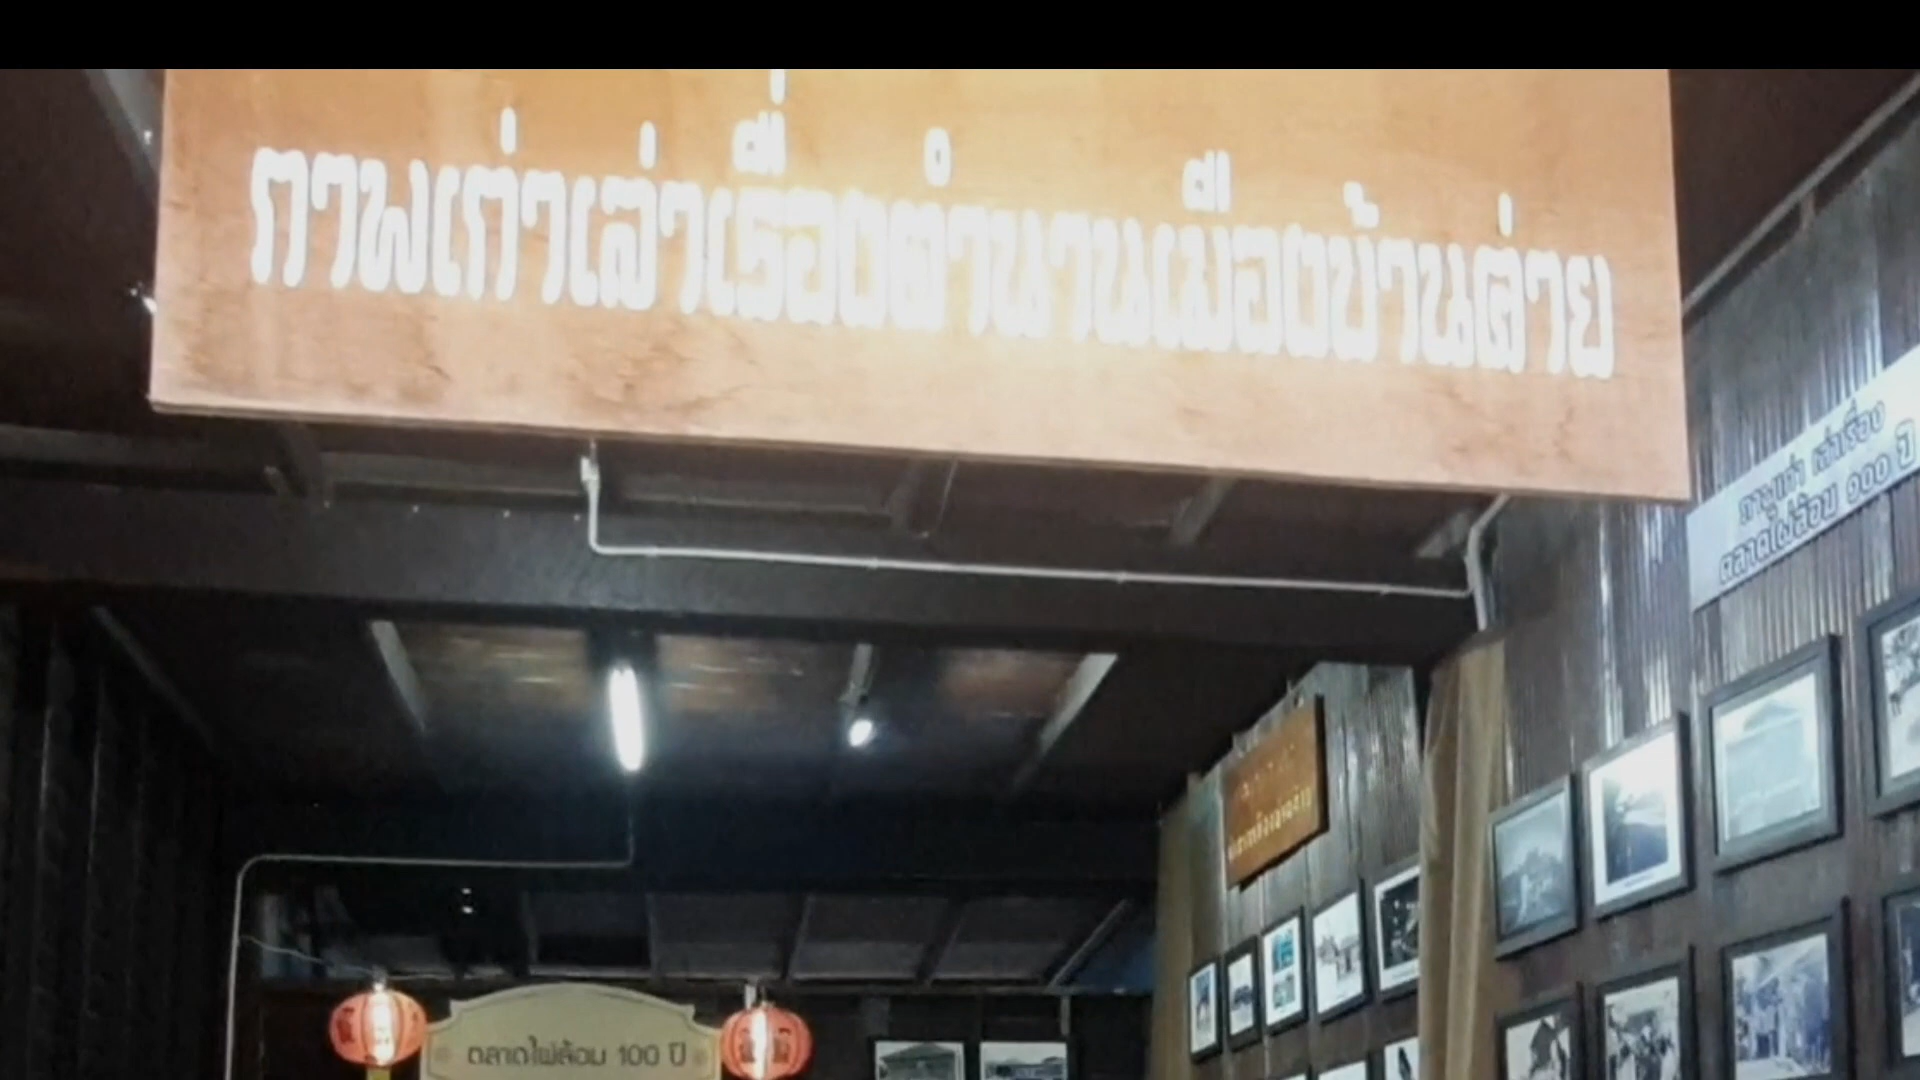 ภาพเก่าเล่าเรื่องตำนานเมืองบ้านค่าย
ภาพเก่า เล่าเรื่อง
ตลาดไผ่ล้อม ๑๐๐ ปี
ตลาดไผ่ล้อม 100 ปี